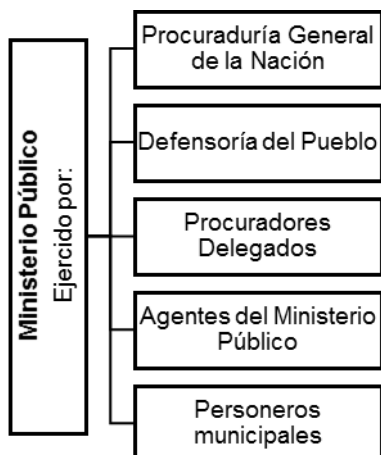 Ministerio Público
Ejercido por:
Procuraduría General
de la Nación
Defensoría del Pueblo
Procuradores
Delegados
Agentes del Ministerio
Público
Personeros
municipales